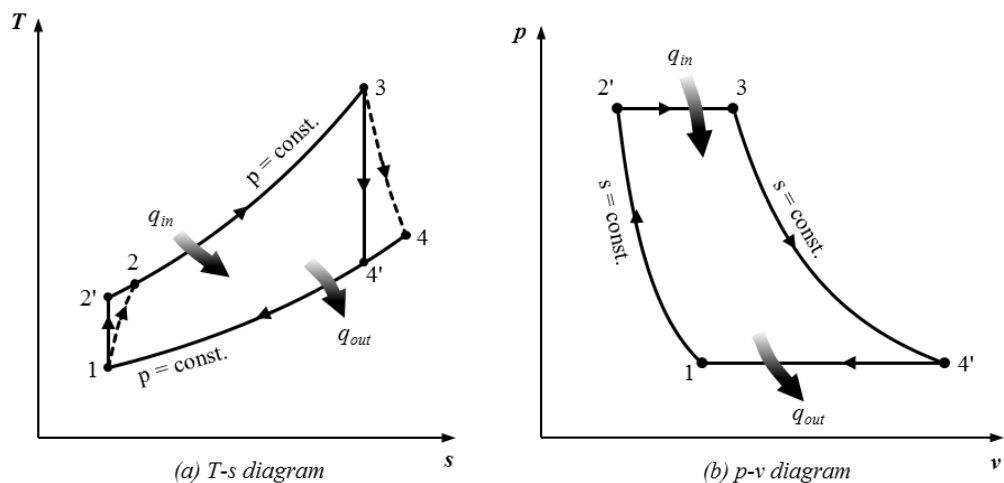 T
3
p = const.
q_in
4
2
2'
4'
1
p = const.
q_out
s
(a) T-s diagram
p
q_in
2'
3
s = const.
s = const.
1
4'
q_out
v
(b) p-v diagram